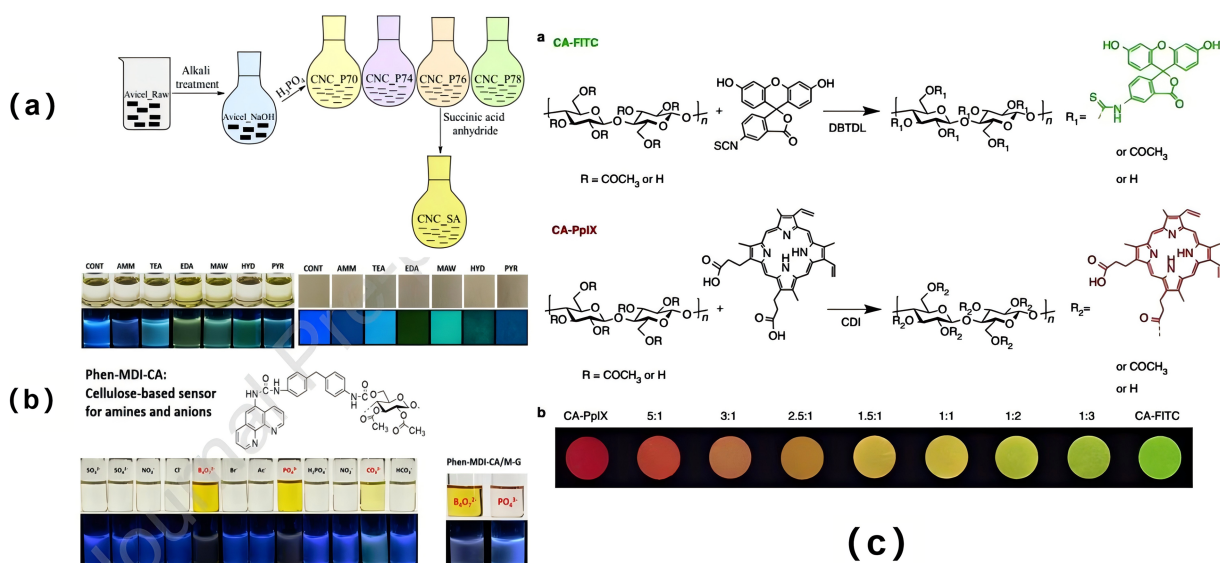 (a)
Avicel_Raw
Alkali
treatment
Avicel_NaOH
H₃PO₄
CNC_P70
CNC_P74
CNC_P76
CNC_P78
Succinic acid
anhydride
CNC_SA
CONT AMM TEA EDA MAW HYD PYR
CONT AMM TEA EDA MAW HYD PYR
(b)
Phen-MDI-CA:
Cellulose-based sensor
for amines and anions
SO₃²⁻ SO₄²⁻ NO₂⁻ Cl⁻ B₄O₇²⁻ Br⁻ Ac⁻ PO₄³⁻ H₂PO₄⁻ NO₃⁻ CO₃²⁻ HCO₃⁻
Phen-MDI-CA/M-G
B₄O₇²⁻ PO₄³⁻
Journal Pre
a
CA-FITC
R = COCH₃ or H
SCN
DBTDL
R₁=
or COCH₃
or H
CA-PpIX
R = COCH₃ or H
CDI
R₂=
or COCH₃
or H
b
CA-PpIX 5:1 3:1 2.5:1 1.5:1 1:1 1:2 1:3 CA-FITC
(c)